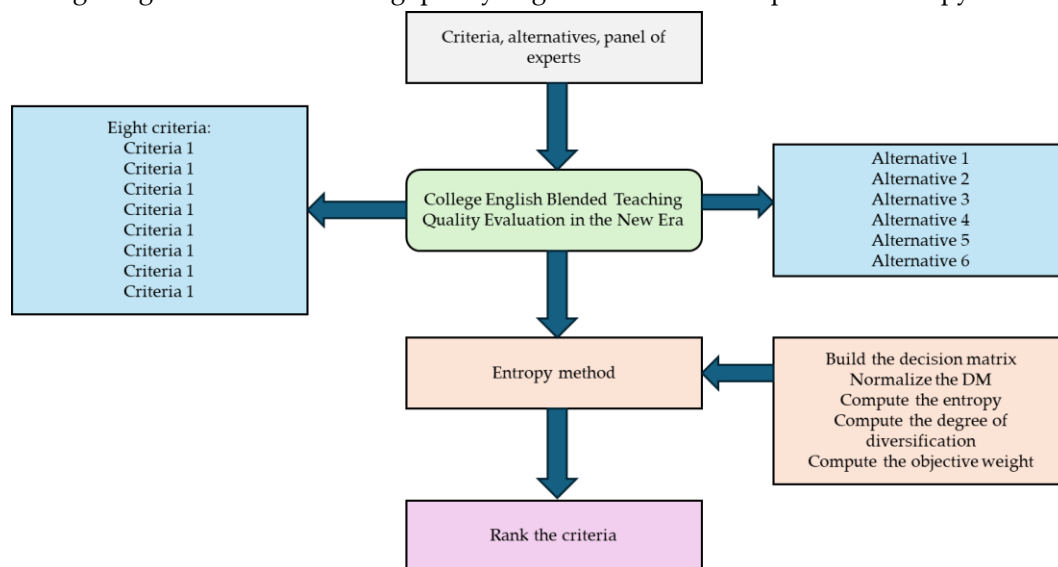 Criteria, alternatives, panel of
experts
Eight criteria:
Criteria 1
Criteria 1
Criteria 1
Criteria 1
Criteria 1
Criteria 1
Criteria 1
Criteria 1
College English Blended Teaching
Quality Evaluation in the New Era
Alternative 1
Alternative 2
Alternative 3
Alternative 4
Alternative 5
Alternative 6
Entropy method
Build the decision matrix
Normalize the DM
Compute the entropy
Compute the degree of
diversification
Compute the objective weight
Rank the criteria